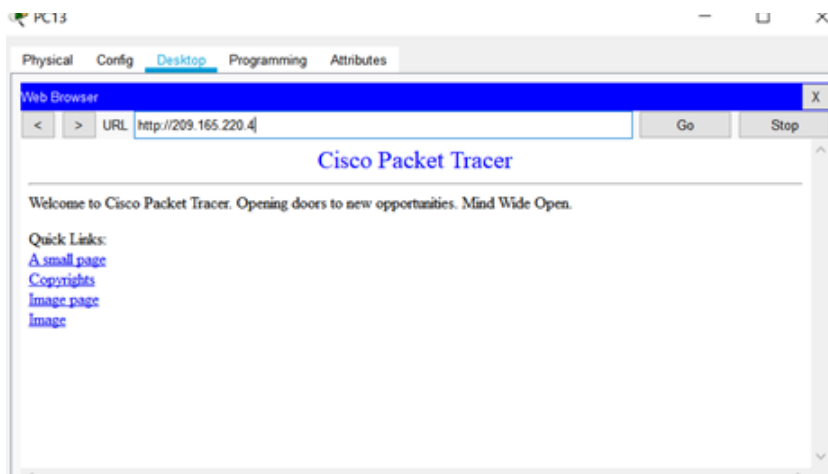 PC13
Physical Config Desktop Programming Attributes
Web Browser X
< > URL http://209.165.220.4 Go Stop
Cisco Packet Tracer
Welcome to Cisco Packet Tracer. Opening doors to new opportunities. Mind Wide Open.
Quick Links:
A small page
Copyrights
Image page
Image